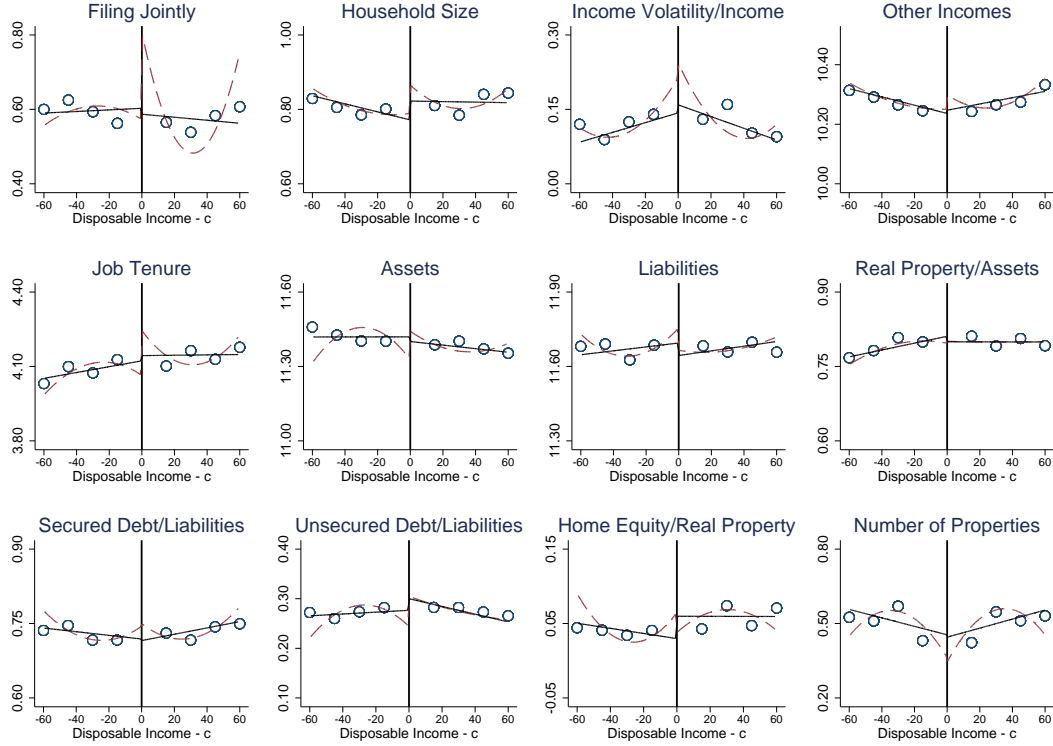 Filing Jointly
0.80
0.60
0.40
-60 -40 -20 0 20 40 60
Disposable Income - c
Household Size
1.00
0.80
0.60
-60 -40 -20 0 20 40 60
Disposable Income - c
Income Volatility/Income
0.30
0.15
0.00
-60 -40 -20 0 20 40 60
Disposable Income - c
Other Incomes
10.40
10.20
10.00
-60 -40 -20 0 20 40 60
Disposable Income - c
Job Tenure
4.40
4.10
3.80
-60 -40 -20 0 20 40 60
Disposable Income - c
Assets
11.60
11.30
11.00
-60 -40 -20 0 20 40 60
Disposable Income - c
Liabilities
11.90
11.60
11.30
-60 -40 -20 0 20 40 60
Disposable Income - c
Real Property/Assets
0.90
0.75
0.60
-60 -40 -20 0 20 40 60
Disposable Income - c
Secured Debt/Liabilities
0.90
0.75
0.60
-60 -40 -20 0 20 40 60
Disposable Income - c
Unsecured Debt/Liabilities
0.40
0.30
0.20
0.10
-60 -40 -20 0 20 40 60
Disposable Income - c
Home Equity/Real Property
0.15
0.05
-0.05
-60 -40 -20 0 20 40 60
Disposable Income - c
Number of Properties
0.80
0.50
0.20
-60 -40 -20 0 20 40 60
Disposable Income - c